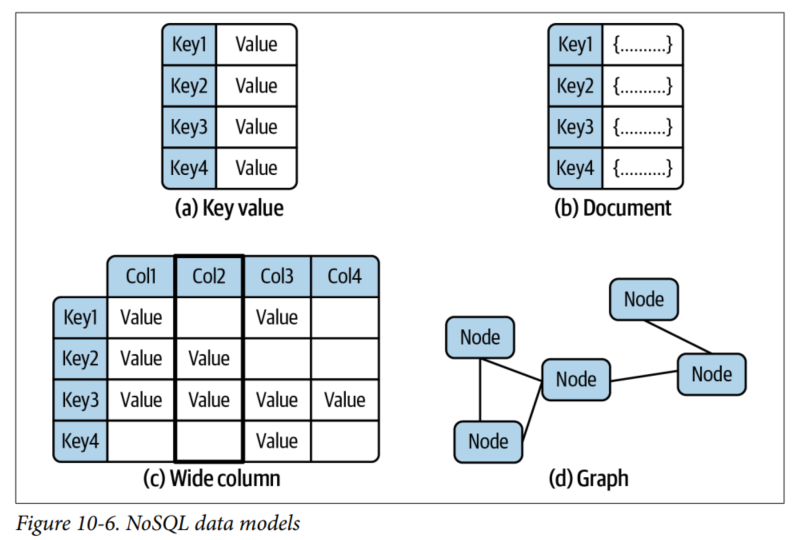 Key1 Value
Key2 Value
Key3 Value
Key4 Value
(a) Key value
Key1 {..........}
Key2 {..........}
Key3 {..........}
Key4 {..........}
(b) Document
Col1 Col2 Col3 Col4
Key1 Value Value
Key2 Value Value
Key3 Value Value Value Value
Key4 Value
(c) Wide column
Node
Node
Node
Node
Node
(d) Graph
Figure 10-6. NoSQL data models